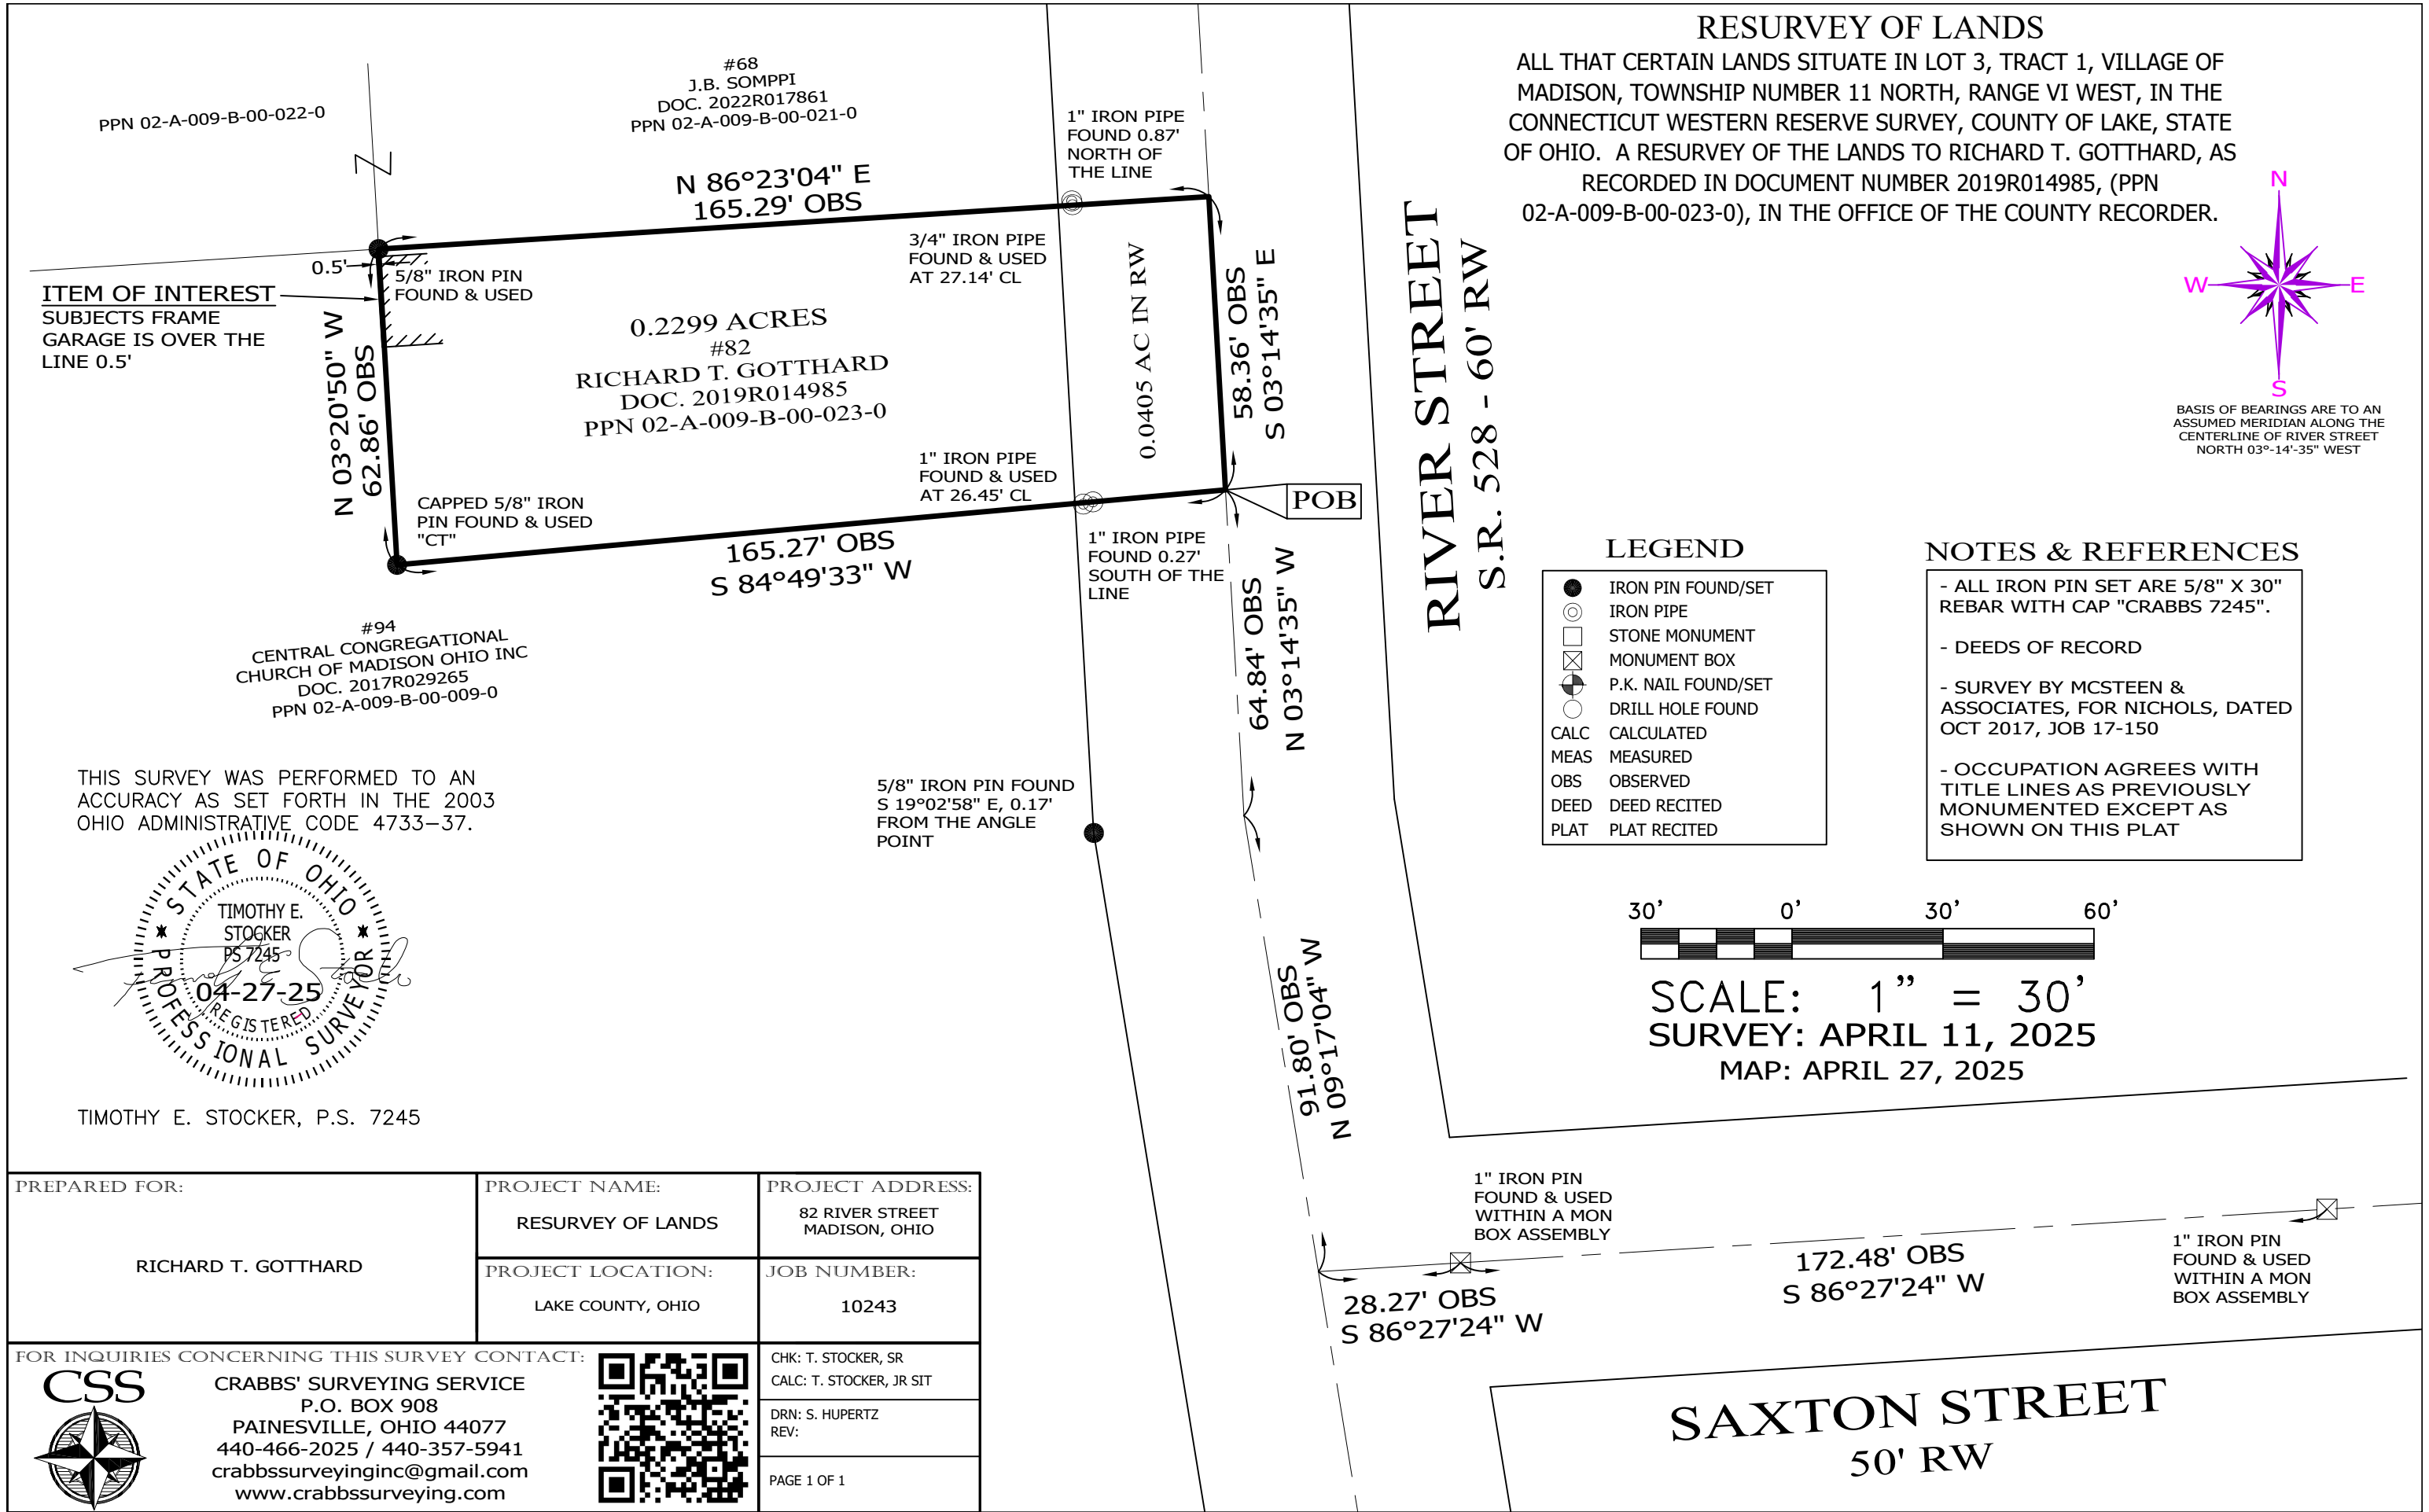 RESURVEY OF LANDS
ALL THAT CERTAIN LANDS SITUATE IN LOT 3, TRACT 1, VILLAGE OF
MADISON, TOWNSHIP NUMBER 11 NORTH, RANGE VI WEST, IN THE
CONNECTICUT WESTERN RESERVE SURVEY, COUNTY OF LAKE, STATE
OF OHIO. A RESURVEY OF THE LANDS TO RICHARD T. GOTTHARD, AS
RECORDED IN DOCUMENT NUMBER 2019R014985, (PPN
02-A-009-B-00-023-0), IN THE OFFICE OF THE COUNTY RECORDER.
N
W
E
S
BASIS OF BEARINGS ARE TO AN
ASSUMED MERIDIAN ALONG THE
CENTERLINE OF RIVER STREET
NORTH 03°-14'-35" WEST
PPN 02-A-009-B-00-022-0
#68
J.B. SOMPPI
DOC. 2022R017861
PPN 02-A-009-B-00-021-0
1" IRON PIPE
FOUND 0.87'
NORTH OF
THE LINE
N 86°23'04" E
165.29' OBS
3/4" IRON PIPE
FOUND & USED
AT 27.14' CL
0.5'
5/8" IRON PIN
FOUND & USED
ITEM OF INTEREST
SUBJECTS FRAME
GARAGE IS OVER THE
LINE 0.5'
N 03°20'50" W
62.86' OBS
0.2299 ACRES
#82
RICHARD T. GOTTHARD
DOC. 2019R014985
PPN 02-A-009-B-00-023-0
0.0405 AC IN RW
58.36' OBS
S 03°14'35" E
RIVER STREET
S.R. 528 - 60' RW
1" IRON PIPE
FOUND & USED
AT 26.45' CL
CAPPED 5/8" IRON
PIN FOUND & USED
"CT"
POB
165.27' OBS
S 84°49'33" W
1" IRON PIPE
FOUND 0.27'
SOUTH OF THE
LINE
#94
CENTRAL CONGREGATIONAL
CHURCH OF MADISON OHIO INC
DOC. 2017R029265
PPN 02-A-009-B-00-009-0
64.84' OBS
N 03°14'35" W
5/8" IRON PIN FOUND
S 19°02'58" E, 0.17'
FROM THE ANGLE
POINT
91.80' OBS
N 09°17'04" W
LEGEND
IRON PIN FOUND/SET
IRON PIPE
STONE MONUMENT
MONUMENT BOX
P.K. NAIL FOUND/SET
DRILL HOLE FOUND
CALC CALCULATED
MEAS MEASURED
OBS OBSERVED
DEED DEED RECITED
PLAT PLAT RECITED
NOTES & REFERENCES
- ALL IRON PIN SET ARE 5/8" X 30"
REBAR WITH CAP "CRABBS 7245".
- DEEDS OF RECORD
- SURVEY BY MCSTEEN &
ASSOCIATES, FOR NICHOLS, DATED
OCT 2017, JOB 17-150
- OCCUPATION AGREES WITH
TITLE LINES AS PREVIOUSLY
MONUMENTED EXCEPT AS
SHOWN ON THIS PLAT
30' 0' 30' 60'
SCALE: 1" = 30'
SURVEY: APRIL 11, 2025
MAP: APRIL 27, 2025
THIS SURVEY WAS PERFORMED TO AN
ACCURACY AS SET FORTH IN THE 2003
OHIO ADMINISTRATIVE CODE 4733-37.
STATE OF OHIO
TIMOTHY E.
STOCKER
PS 7245
04-27-25
REGISTERED
PROFESSIONAL SURVEYOR
TIMOTHY E. STOCKER, P.S. 7245
1" IRON PIN
FOUND & USED
WITHIN A MON
BOX ASSEMBLY
28.27' OBS
S 86°27'24" W
172.48' OBS
S 86°27'24" W
1" IRON PIN
FOUND & USED
WITHIN A MON
BOX ASSEMBLY
SAXTON STREET
50' RW
PREPARED FOR:
RICHARD T. GOTTHARD
PROJECT NAME:
RESURVEY OF LANDS
PROJECT ADDRESS:
82 RIVER STREET
MADISON, OHIO
PROJECT LOCATION:
LAKE COUNTY, OHIO
JOB NUMBER:
10243
FOR INQUIRIES CONCERNING THIS SURVEY CONTACT:
CSS
CRABBS' SURVEYING SERVICE
P.O. BOX 908
PAINESVILLE, OHIO 44077
440-466-2025 / 440-357-5941
crabbssurveyinginc@gmail.com
www.crabbssurveying.com
CHK: T. STOCKER, SR
CALC: T. STOCKER, JR SIT
DRN: S. HUPERTZ
REV:
PAGE 1 OF 1